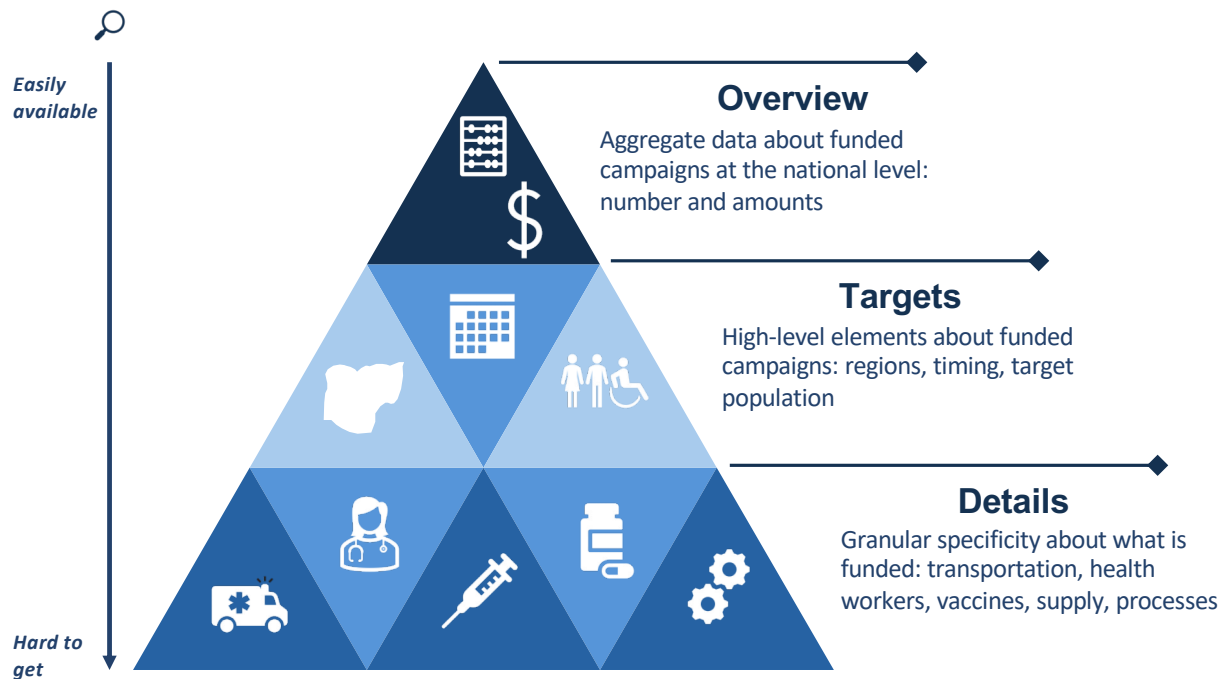 Easily
available
Overview
Aggregate data about funded
campaigns at the national level:
number and amounts
$
Targets
High-level elements about funded
campaigns: regions, timing, target
population
Details
Granular specificity about what is
funded: transportation, health
workers, vaccines, supply, processes
Hard to
get